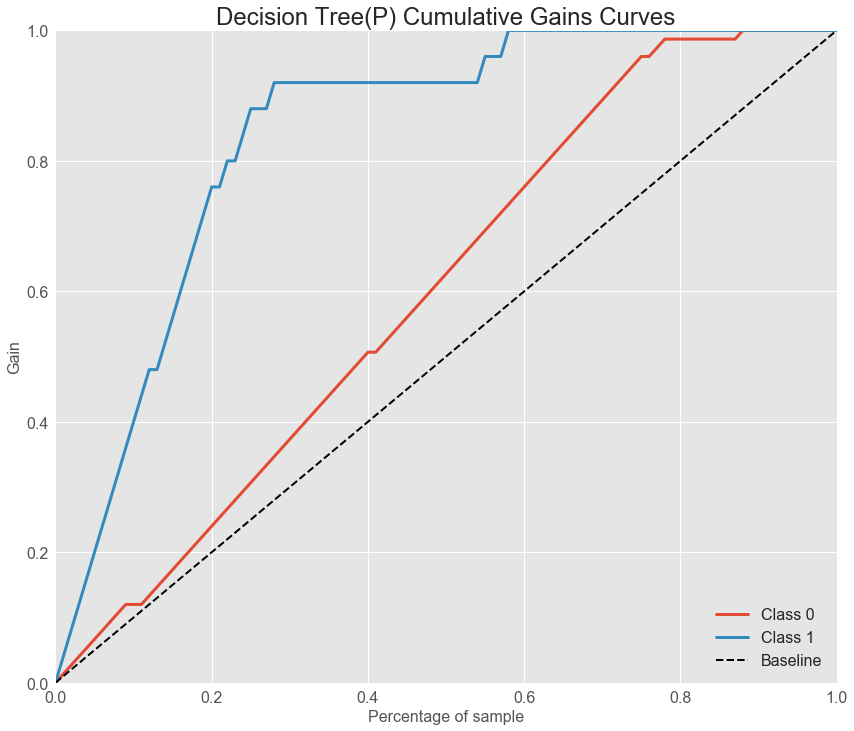 Decision Tree(P) Cumulative Gains Curves
1.0
0.8
0.6
0.4
0.2
0.0
Gain
0.0 0.2 0.4 0.6 0.8 1.0
Percentage of sample
Class 0
Class 1
Baseline